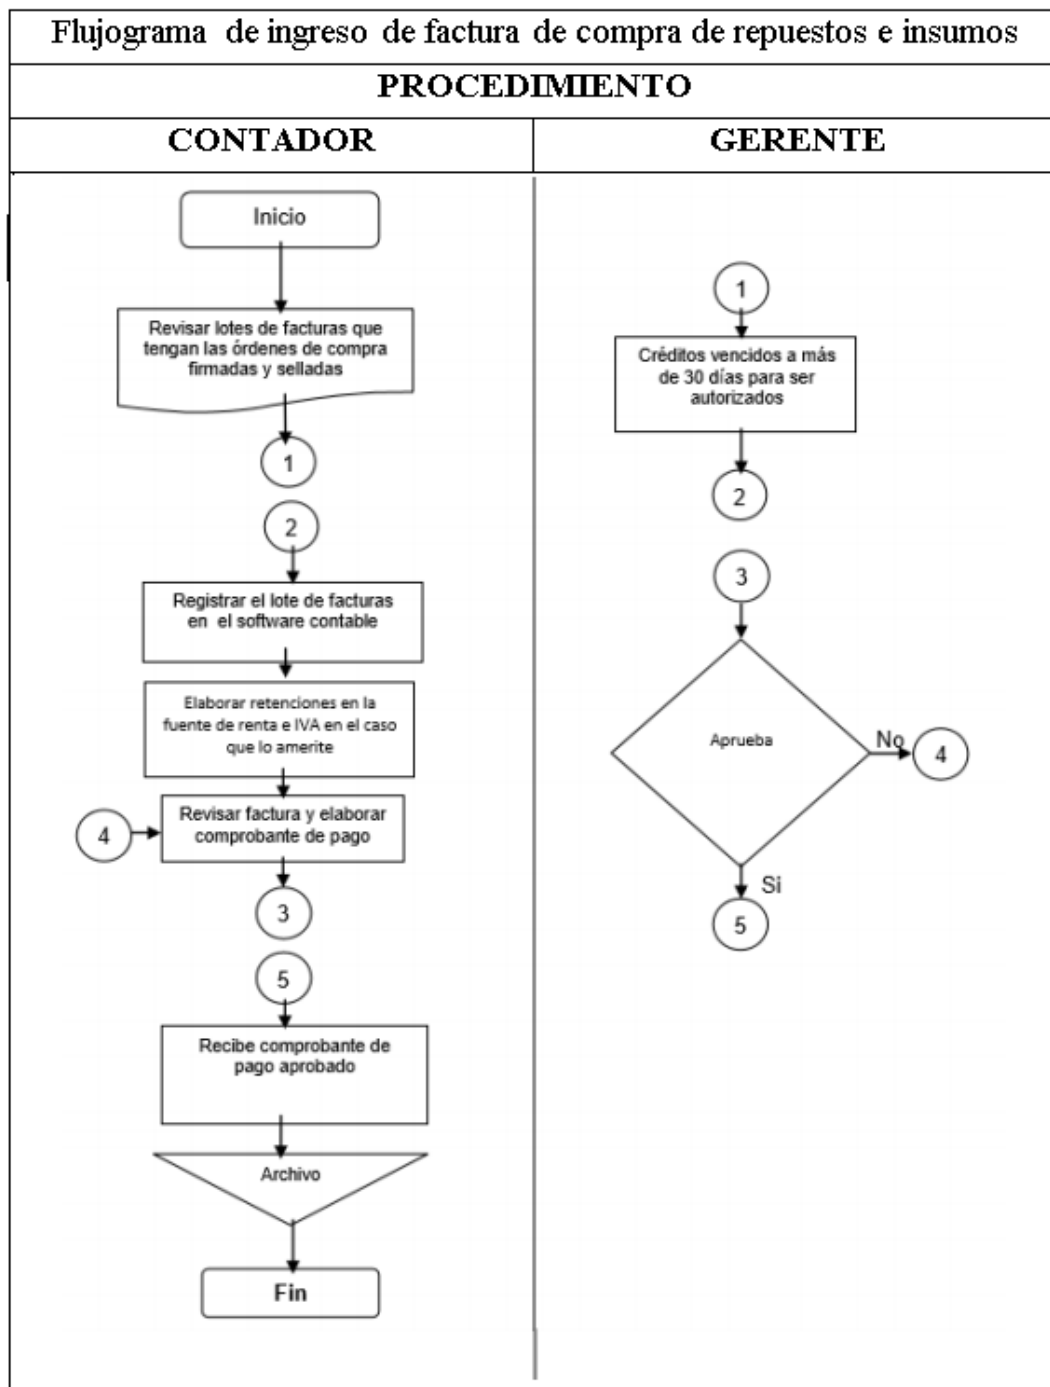 Flujograma de ingreso de factura de compra de repuestos e insumos
PROCEDIMIENTO
CONTADOR
GERENTE
Inicio
Revisar lotes de facturas que
tengan las órdenes de compra
firmadas y selladas
1
2
Registrar el lote de facturas
en el software contable
Elaborar retenciones en la
fuente de renta e IVA en el caso
que lo amerite
4
Revisar factura y elaborar
comprobante de pago
3
5
Recibe comprobante de
pago aprobado
Archivo
Fin
1
Créditos vencidos a más
de 30 días para ser
autorizados
2
3
Aprueba
No
4
Si
5